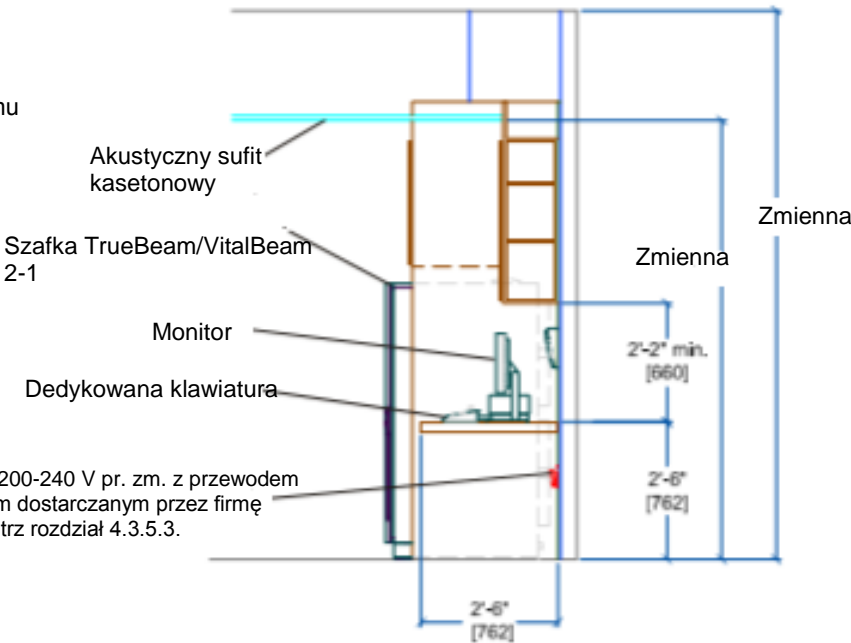 mu
Akustyczny sufit
kasetonowy
Szafka TrueBeam/VitalBeam
2-1
Monitor
Dedykowana klawiatura
200-240 V pr. zm. z przewodem
m dostarczanym przez firmę
trz rozdział 4.3.5.3.
Zmienna
Zmienna
2'-2" min.
[660]
2'-6"
[762]
2'-6"
[762]